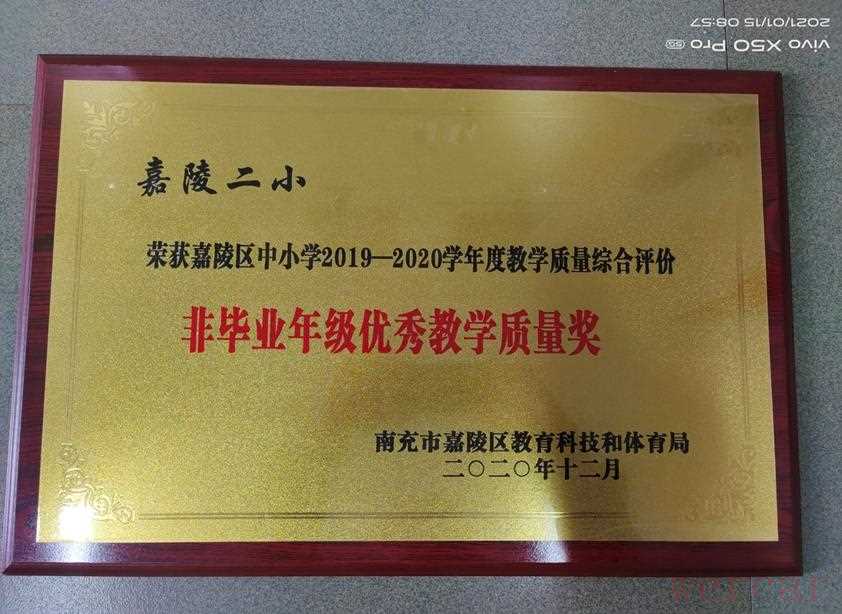 嘉陵二小
荣获嘉陵区中小学2019—2020学年度教学质量综合评价
非毕业年级优秀教学质量奖
南充市嘉陵区教育科技和体育局
二〇二〇年十二月
vivo X50 Pro 5G
2021/01/15 08:57